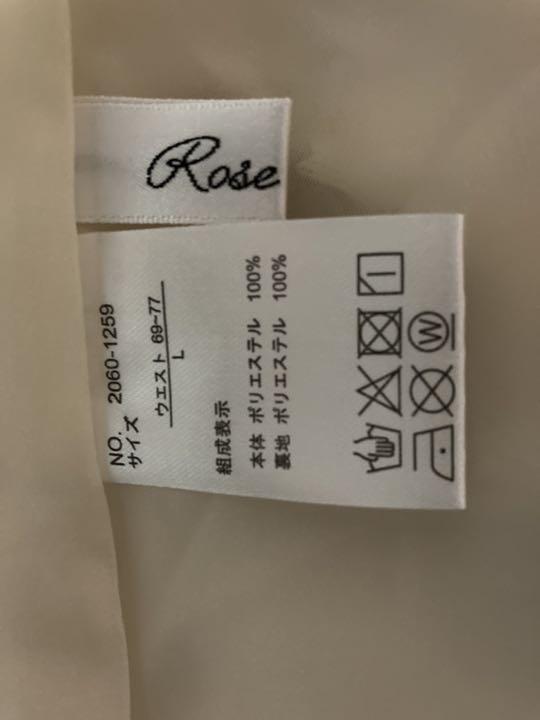 Rose
NO. 2060-1259
サイズ
ウエスト 69~77
L
組成表示
本体 ポリエステル 100%
裏地 ポリエステル 100%
W